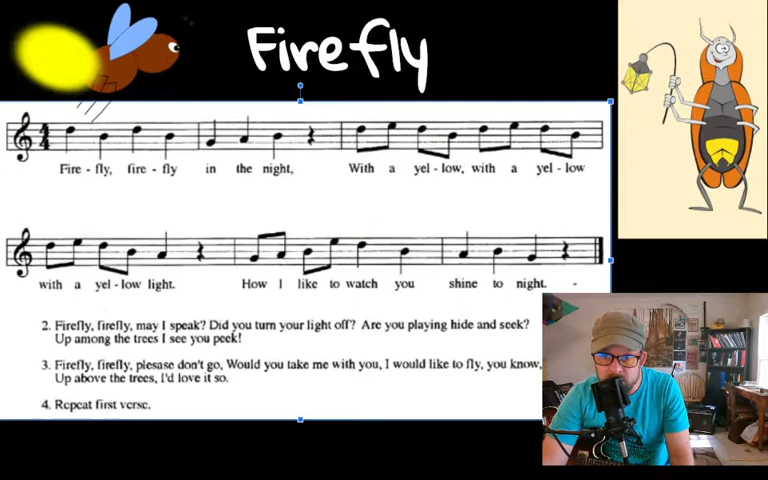 Firefly
Fire - fly, fire - fly in the night, With a yel - low, with a yel - low
with a yel - low light. How I like to watch you shine to night. -
2. Firefly, firefly, may I speak? Did you turn your light off? Are you playing hide and seek?
Up among the trees I see you peek!
3. Firefly, firefly, plesase don't go, Would you take me with you, I would like to fly, you know,
Up above the trees, I'd love it so.
4. Repeat first verse.